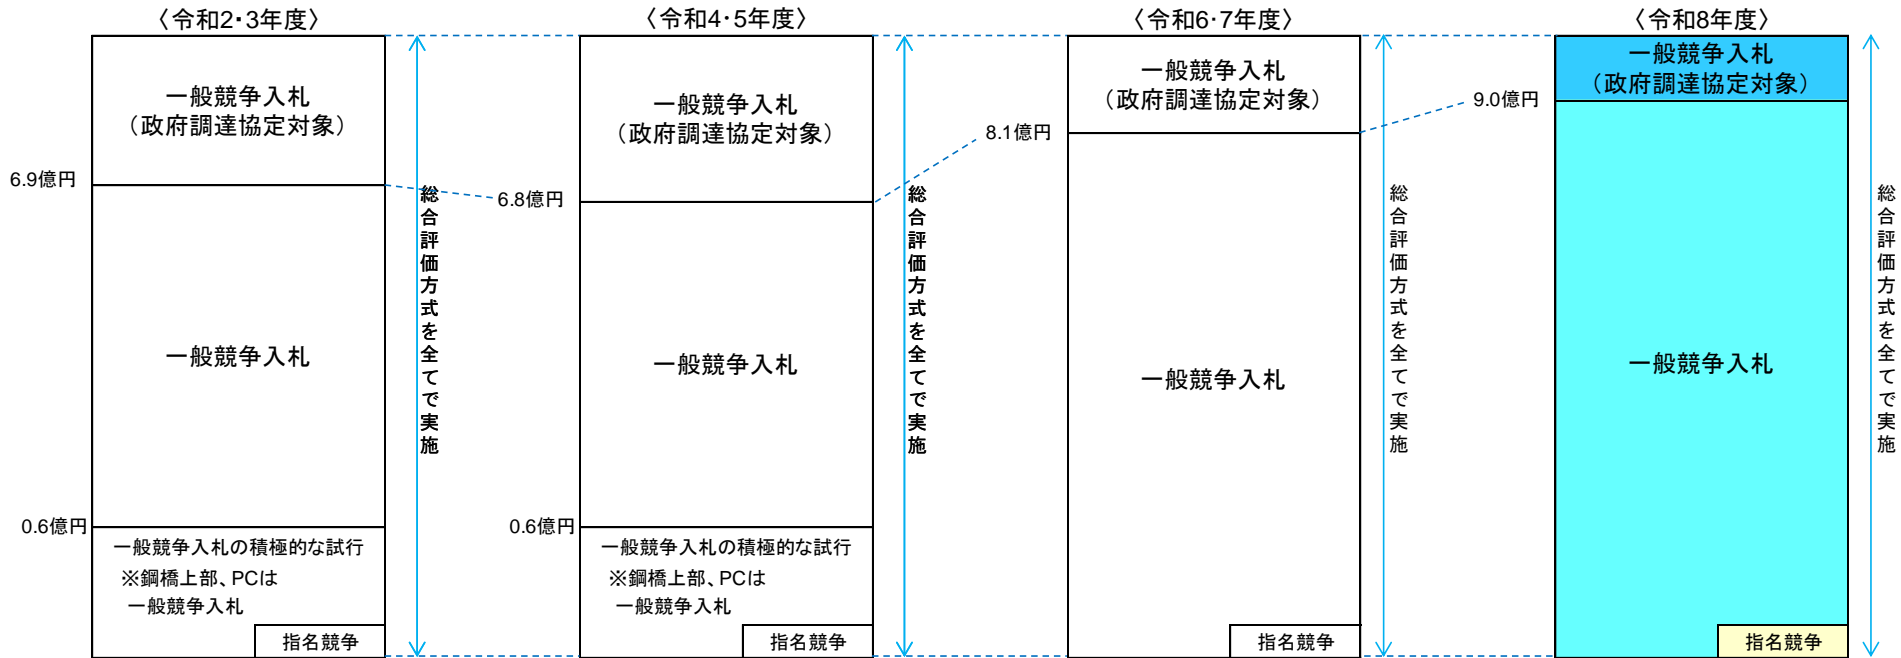 〈令和2・3年度〉
一般競争入札
（政府調達協定対象）
6.9億円
一般競争入札
0.6億円
一般競争入札の積極的な試行
※鋼橋上部、PCは
一般競争入札
指名競争
総合評価方式を全てで実施
〈令和4・5年度〉
一般競争入札
（政府調達協定対象）
6.8億円
一般競争入札
0.6億円
一般競争入札の積極的な試行
※鋼橋上部、PCは
一般競争入札
指名競争
総合評価方式を全てで実施
〈令和6・7年度〉
一般競争入札
（政府調達協定対象）
8.1億円
一般競争入札
指名競争
総合評価方式を全てで実施
〈令和8年度〉
一般競争入札
（政府調達協定対象）
9.0億円
一般競争入札
指名競争
総合評価方式を全てで実施